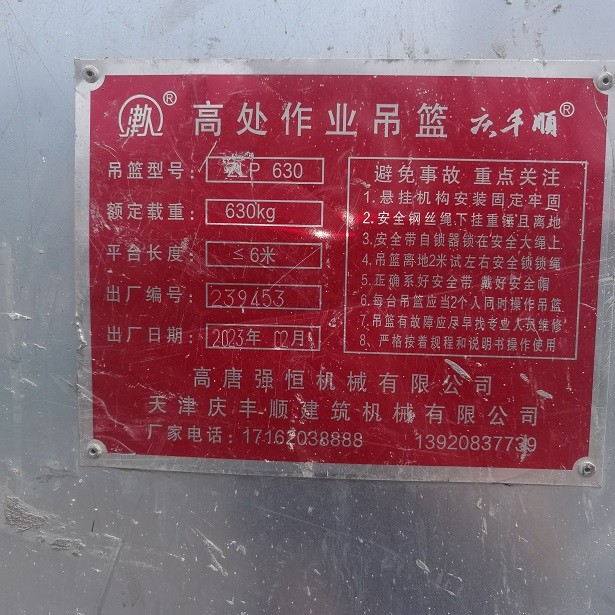 渤人® 高处作业吊篮 庆丰顺®
吊篮型号: ZLP 630
额定载重: 630kg
平台长度: ≤6米
出厂编号: 239453
出厂日期: 2023年 02月
避免事故 重点关注
1.悬挂机构安装固定牢固
2.安全钢丝绳下挂重锤且离地
3.安全带自锁器锁在安全大绳上
4.吊篮离地2米试左右安全锁锁绳
5.正确系好安全带 戴好安全帽
6.每台吊篮应当2个人同时操作吊篮
7.吊篮有故障应尽早找专业人执维修
8.严格按着规程和说明书操作使用
高唐强恒机械有限公司
天津庆丰顺建筑机械有限公司
厂家电话:17162038888 13920837739